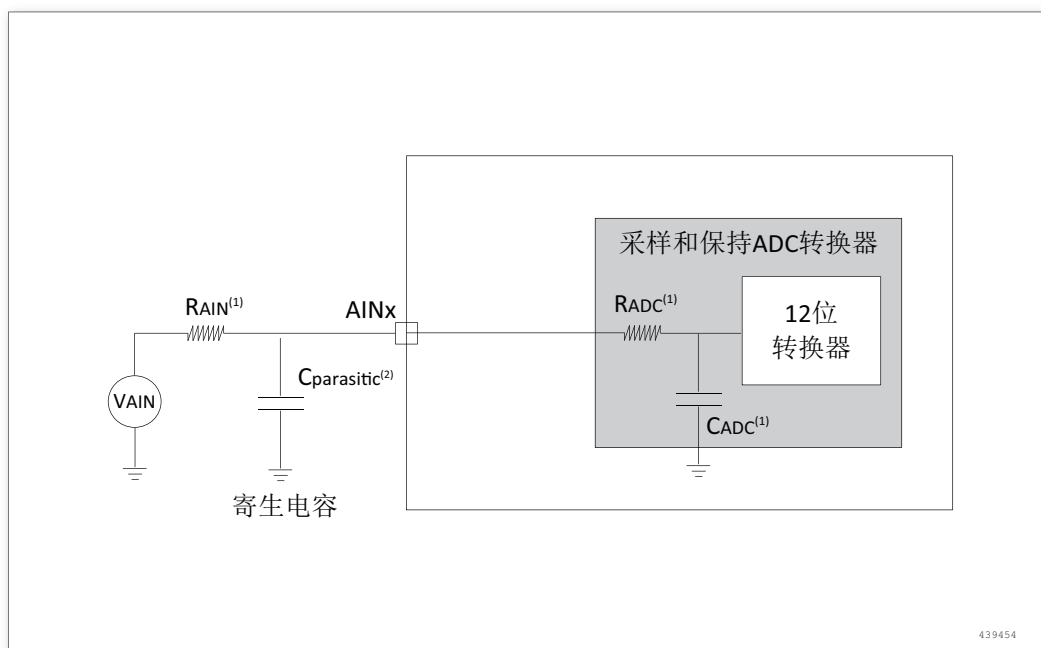 采样和保持ADC转换器
RAIN(1)
AINx
RADC(1)
12位
转换器
Cparasitic(2)
VAIN
CADC(1)
寄生电容
439454